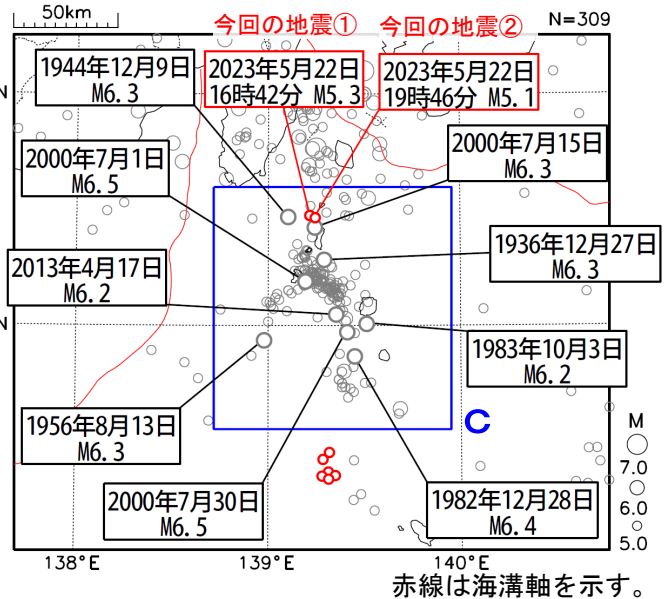 50km
今回の地震① 今回の地震②
N=309
1944年12月9日
M6.3
2023年5月22日
16時42分 M5.3
2023年5月22日
19時46分 M5.1
N
2000年7月1日
M6.5
2000年7月15日
M6.3
2013年4月17日
M6.2
1936年12月27日
M6.3
N
1983年10月3日
M6.2
1956年8月13日
M6.3
C
2000年7月30日
M6.5
1982年12月28日
M6.4
M
7.0
6.0
5.0
138°E 139°E 140°E
赤線は海溝軸を示す。